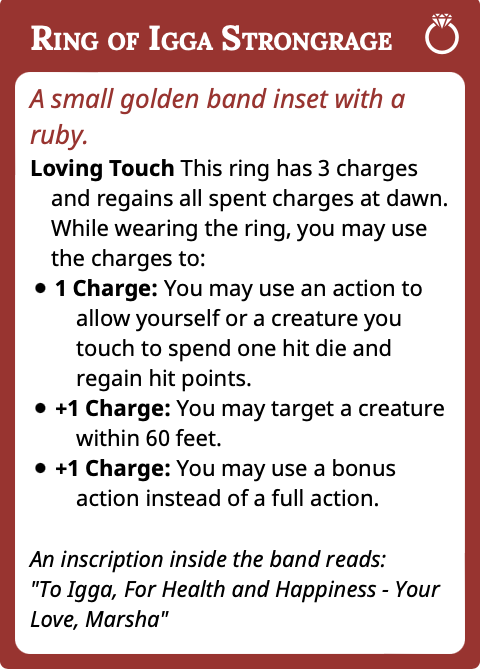 Ring of Igga Strongrage
A small golden band inset with a
ruby.
Loving Touch This ring has 3 charges
and regains all spent charges at dawn.
While wearing the ring, you may use
the charges to:
• 1 Charge: You may use an action to
allow yourself or a creature you
touch to spend one hit die and
regain hit points.
• +1 Charge: You may target a creature
within 60 feet.
• +1 Charge: You may use a bonus
action instead of a full action.
An inscription inside the band reads:
"To Igga, For Health and Happiness - Your
Love, Marsha"